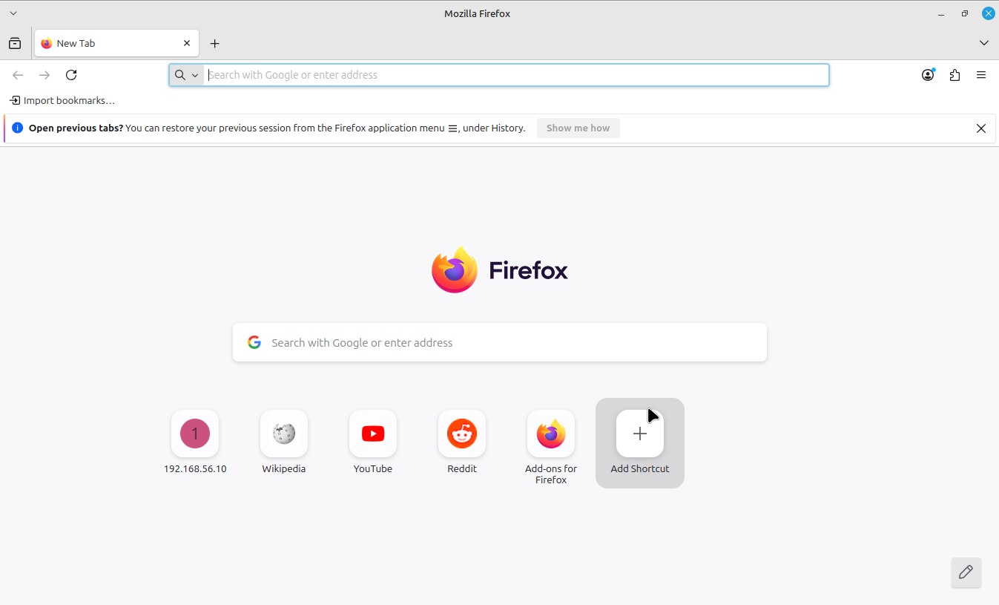 Mozilla Firefox
New Tab
Search with Google or enter address
Import bookmarks…
Open previous tabs? You can restore your previous session from the Firefox application menu ☰, under History. Show me how
Firefox
Search with Google or enter address
1
192.168.56.10
Wikipedia
YouTube
Reddit
Add-ons for
Firefox
Add Shortcut